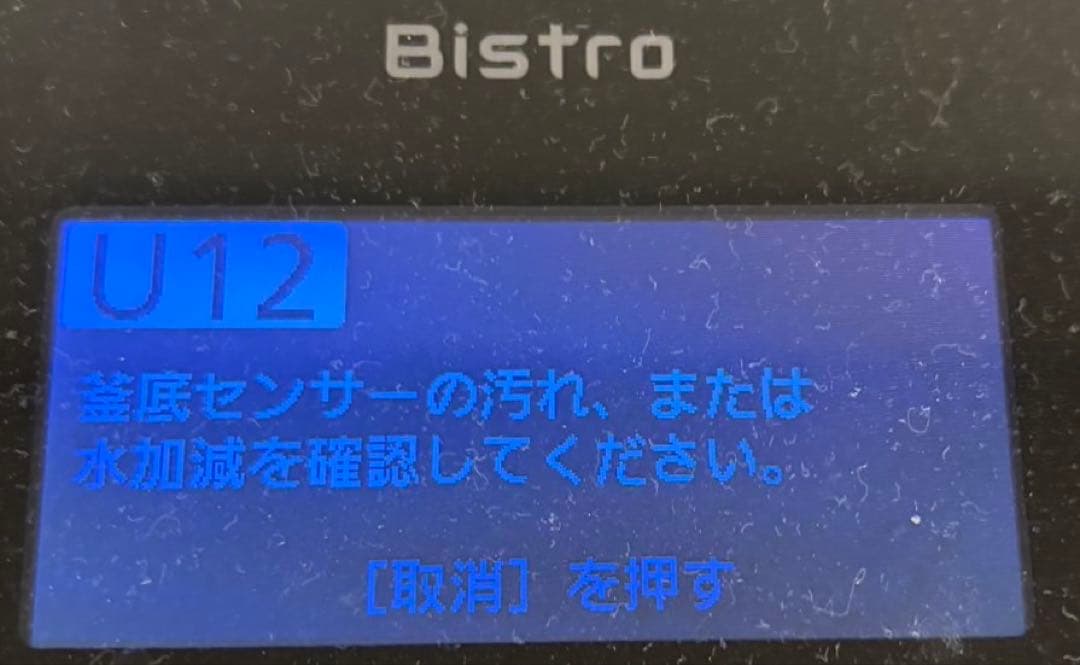 Bistro
U12
釜底センサーの汚れ、または
水加減を確認してください。
[取消] を押す